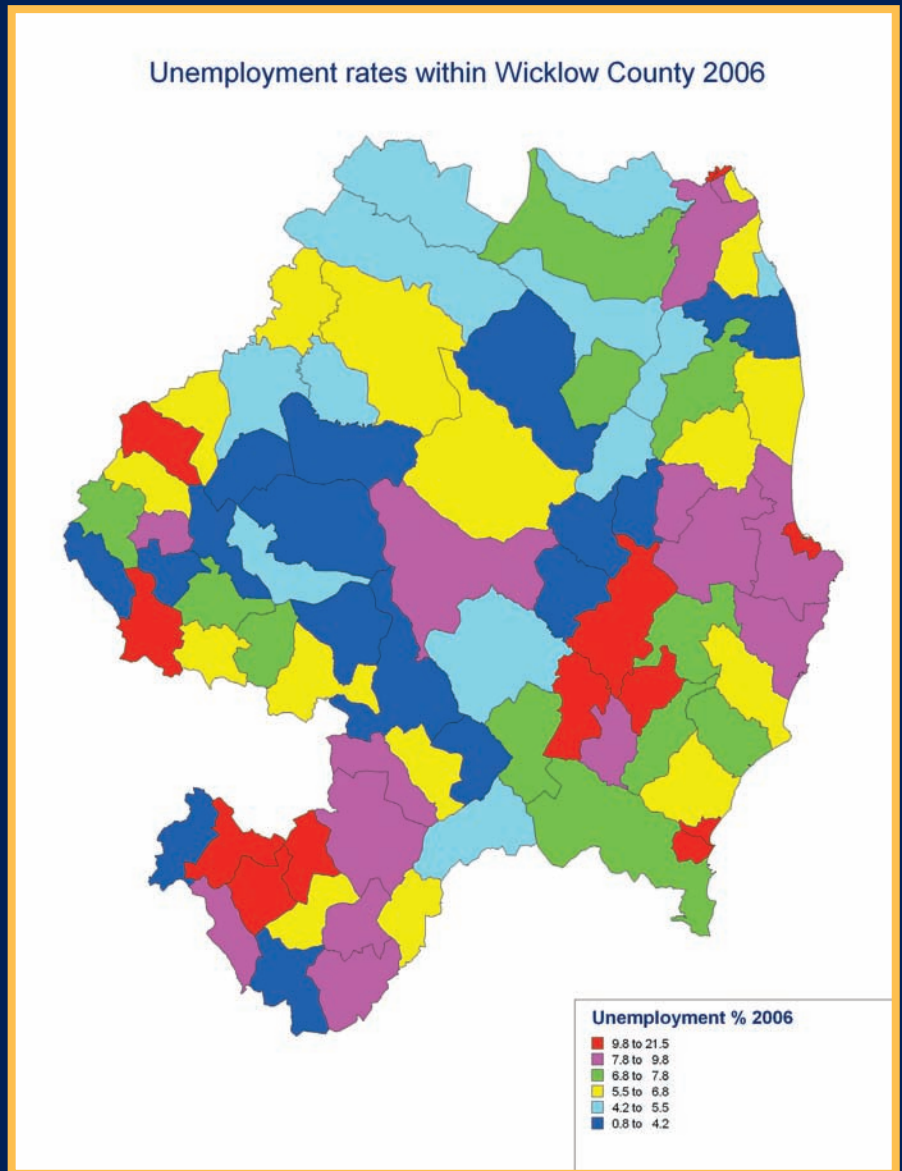 Unemployment rates within Wicklow County 2006
Unemployment % 2006
9.8 to 21.5
7.8 to 9.8
6.8 to 7.8
5.5 to 6.8
4.2 to 5.5
0.8 to 4.2